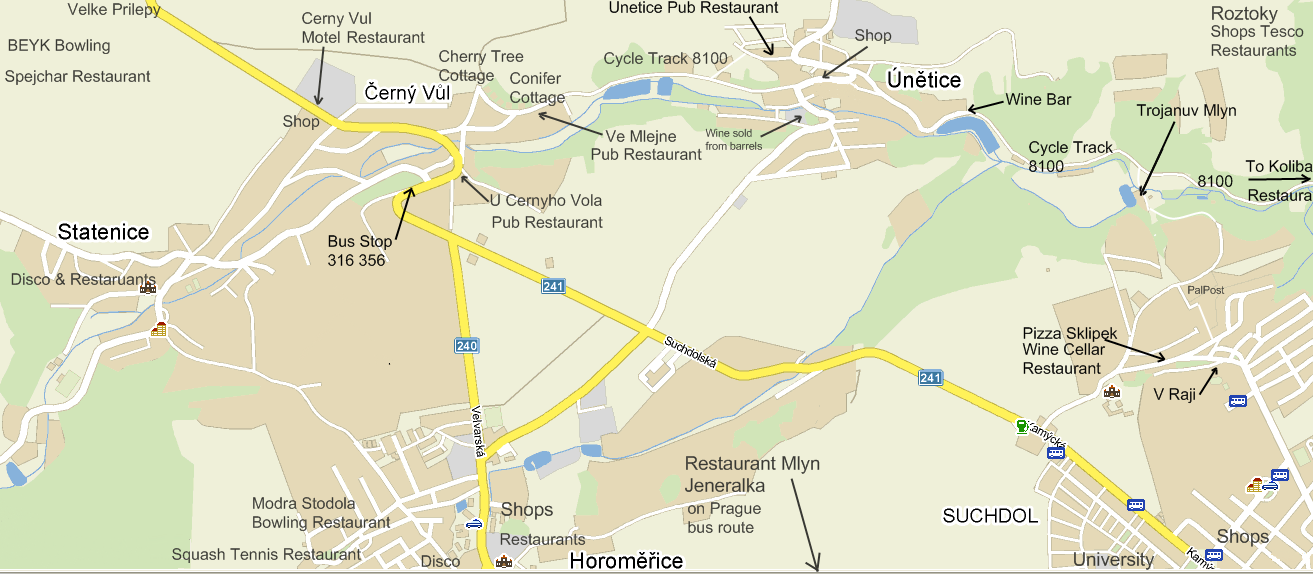 Velke Prilepy
Unetice Pub Restaurant
Roztoky
Shops Tesco
Restaurants
Cerny Vul
Motel Restaurant
BEYK Bowling
Shop
Cherry Tree
Cottage
Cycle Track 8100
Spejchar Restaurant
Conifer
Cottage
Únětice
Černý Vůl
Wine Bar
Shop
Trojanuv Mlyn
Ve Mlejne
Pub Restaurant
Wine sold
from barrels
Cycle Track
8100
To Koliba
Restaura
8100
U Cernyho Vola
Pub Restaurant
Statenice
Bus Stop
316 356
Disco & Restaruants
241
PalPost
240
Suchdolská
Pizza Sklipek
Wine Cellar
Restaurant
241
V Raji
Velvarská
Kamýcká
Restaurant Mlyn
Jeneralka
on Prague
bus route
Modra Stodola
Bowling Restaurant
Shops
SUCHDOL
Restaurants
Shops
Squash Tennis Restaurant
Disco
Horoměřice
University
Kamýc